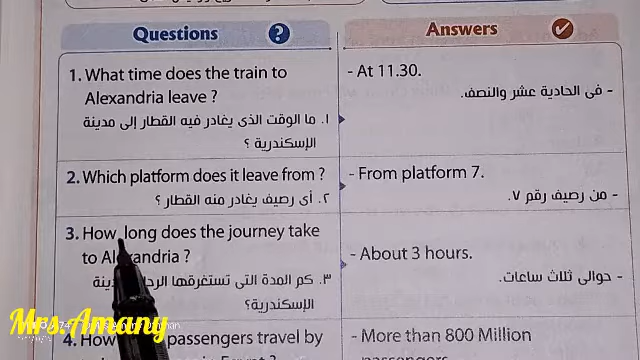 Questions ?
Answers
1. What time does the train to
Alexandria leave ?
١. ما الوقت الذى يغادر فيه القطار إلى مدينة
الإسكندرية ؟
- At 11.30.
- فى الحادية عشر والنصف.
2. Which platform does it leave from ?
٢. أى رصيف يغادر منه القطار ؟
- From platform 7.
- من رصيف رقم ٧.
3. How long does the journey take
to Alexandria ?
٣. كم المدة التى تستغرقها
الإسكندرية؟
- About 3 hours.
- حوالى ثلاث ساعات.
4. How passengers travel by
- More than 800 Million
passengers.
Mrs.Amany